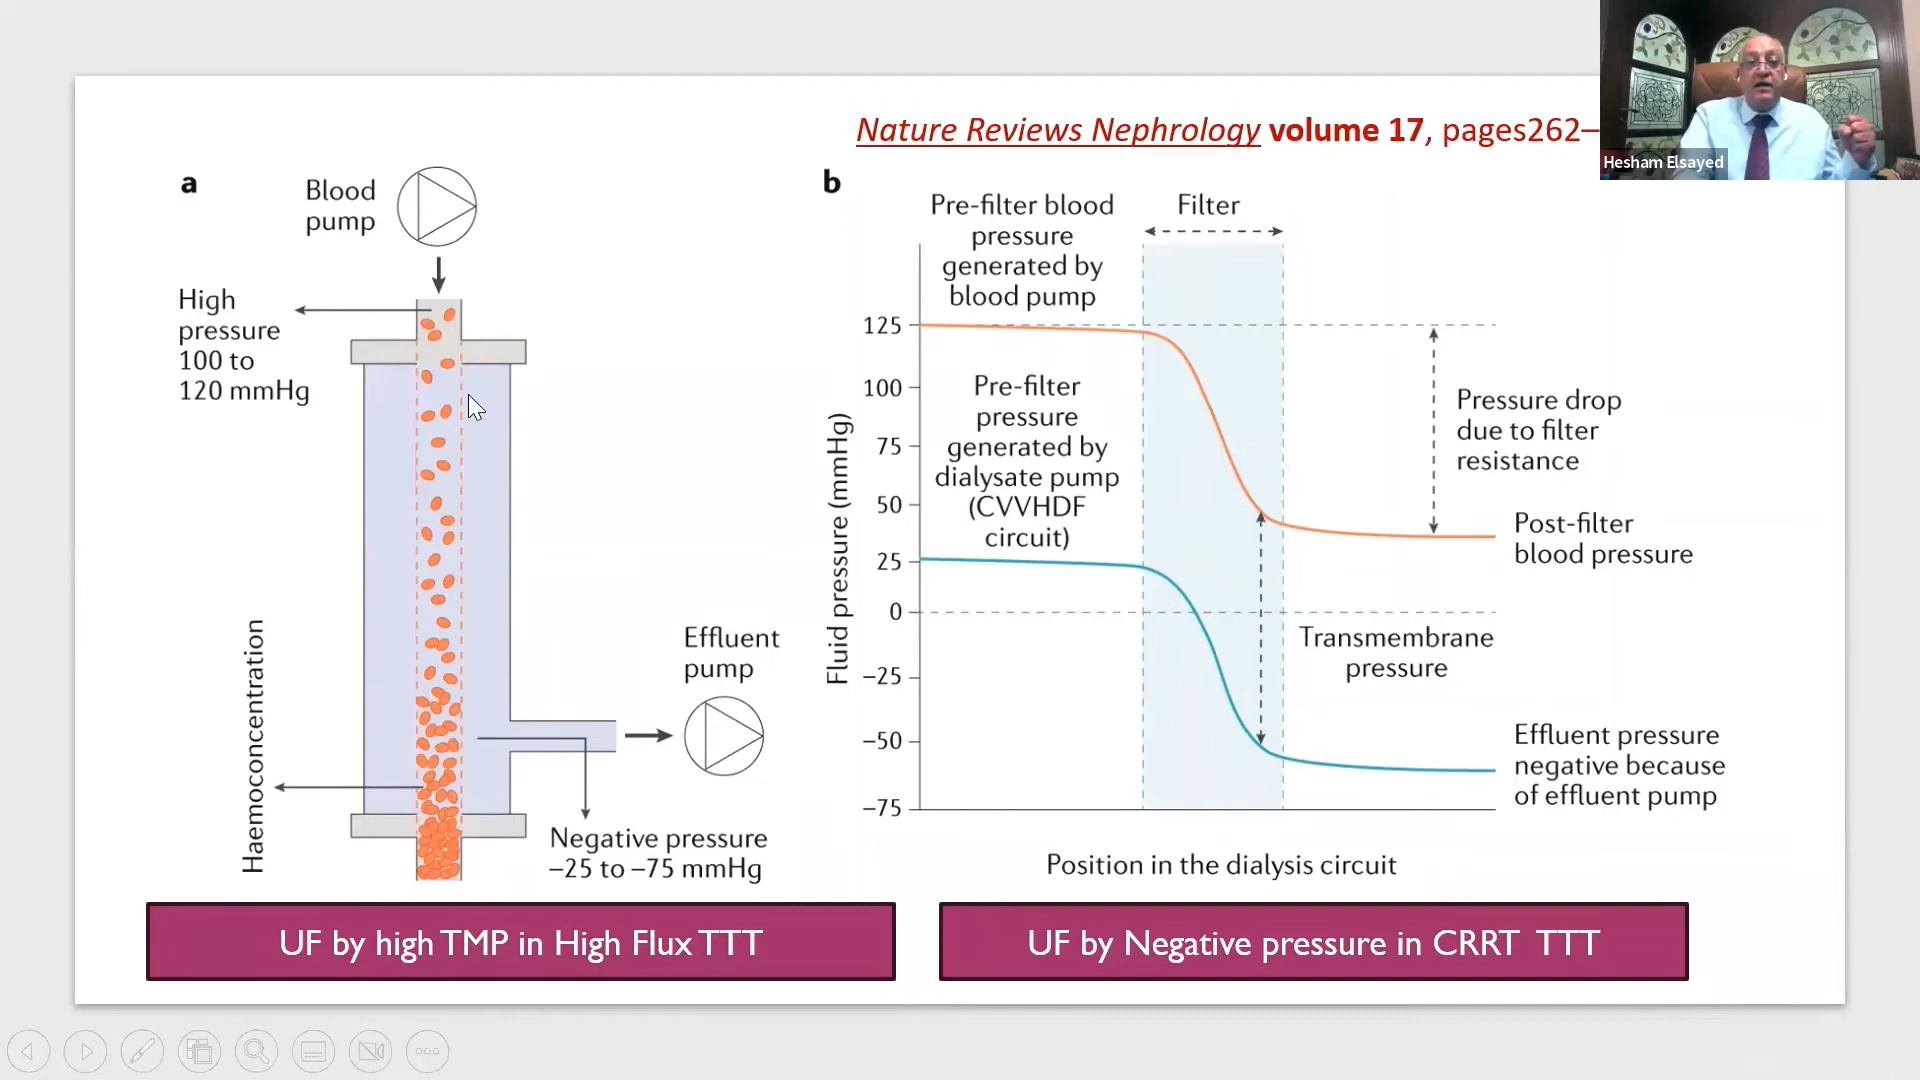 Nature Reviews Nephrology volume 17, pages262–
Hesham Elsayed
a
Blood
pump
High
pressure
100 to
120 mmHg
Haemoconcentration
Effluent
pump
Negative pressure
–25 to –75 mmHg
UF by high TMP in High Flux TTT
b
Pre-filter blood
pressure
generated by
blood pump
Filter
Pre-filter
pressure
generated by
dialysate pump
(CVVHDF
circuit)
Fluid pressure (mmHg)
125
100
75
50
25
0
–25
–50
–75
Pressure drop
due to filter
resistance
Post-filter
blood pressure
Transmembrane
pressure
Effluent pressure
negative because
of effluent pump
Position in the dialysis circuit
UF by Negative pressure in CRRT TTT